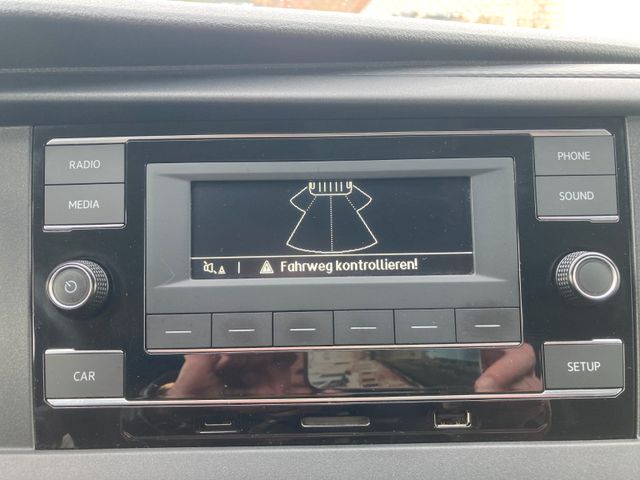 RADIO
MEDIA
PHONE
SOUND
Fahrweg kontrollieren!
CAR
SETUP